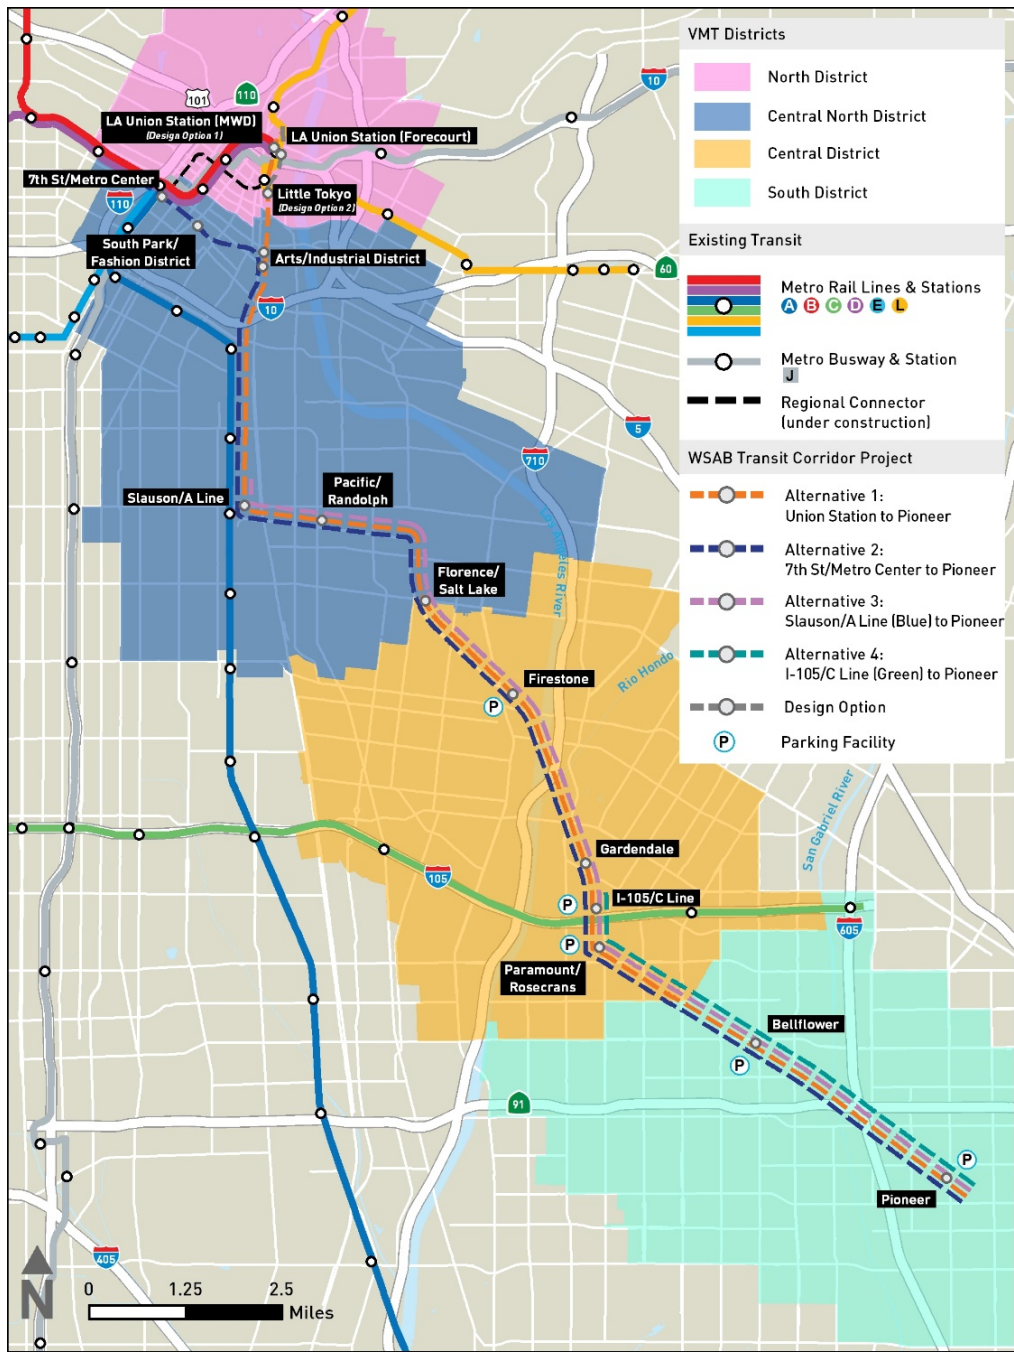 VMT Districts
North District
Central North District
Central District
South District
Existing Transit
Metro Rail Lines & Stations
A B C D E L
Metro Busway & Station
J
Regional Connector
(under construction)
WSAB Transit Corridor Project
Alternative 1:
Union Station to Pioneer
Alternative 2:
7th St/Metro Center to Pioneer
Alternative 3:
Slauson/A Line (Blue) to Pioneer
Alternative 4:
I-105/C Line (Green) to Pioneer
Design Option
P
Parking Facility
10
101
110
LA Union Station (MWD)
(Design Option 1)
LA Union Station (Forecourt)
7th St/Metro Center
110
Little Tokyo
(Design Option 2)
South Park/
Fashion District
Arts/Industrial District
60
10
5
710
Slauson/A Line
Pacific/
Randolph
Los Angeles River
Florence/
Salt Lake
Rio Hondo
Firestone
P
San Gabriel River
Gardendale
105
P
I-105/C Line
605
P
Paramount/
Rosecrans
Bellflower
P
91
P
Pioneer
405
N
0
1.25
2.5
Miles